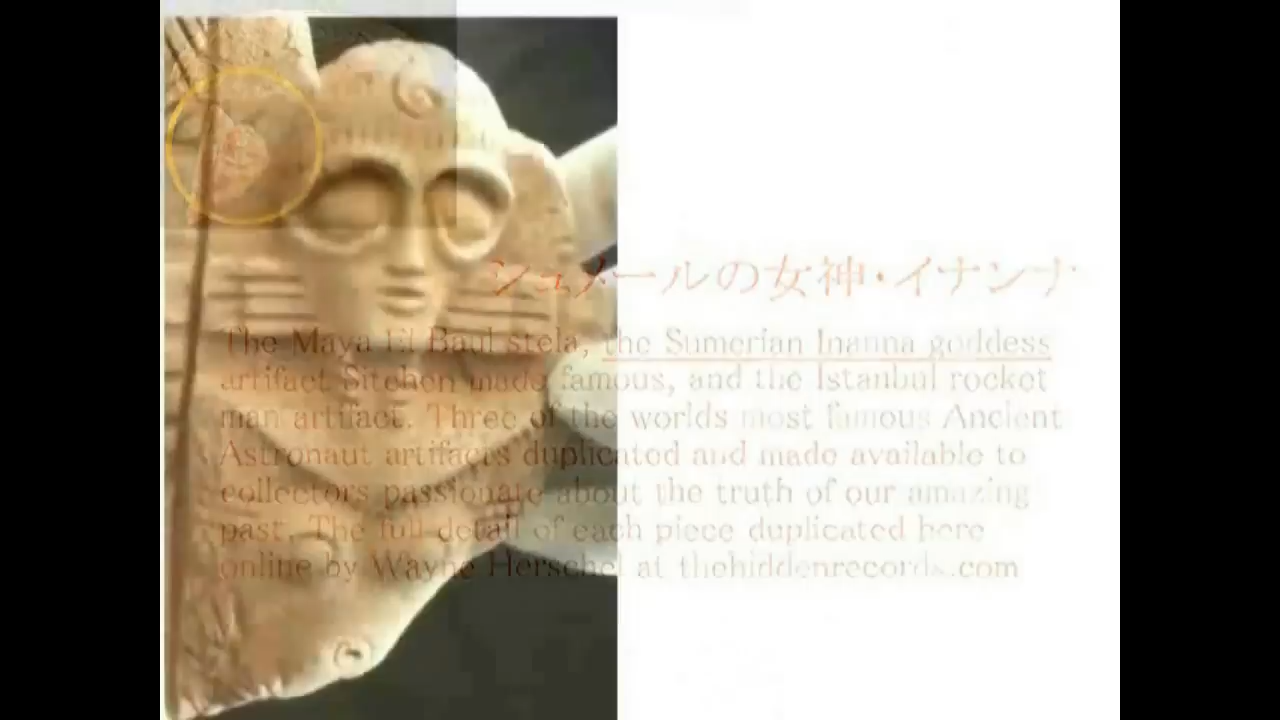 シュメールの女神・イナンナ
The Maya El Baul stela, the Sumerian Inanna goddess
artifact Sitchen made famous, and the Istanbul rocket
man artifact. Three of the worlds most famous Ancient
Astronaut artifacts duplicated and made available to
collectors passionate about the truth of our amazing
past. The full detail of each piece duplicated here
online by Wayne Herschel at thehiddenrecords.com